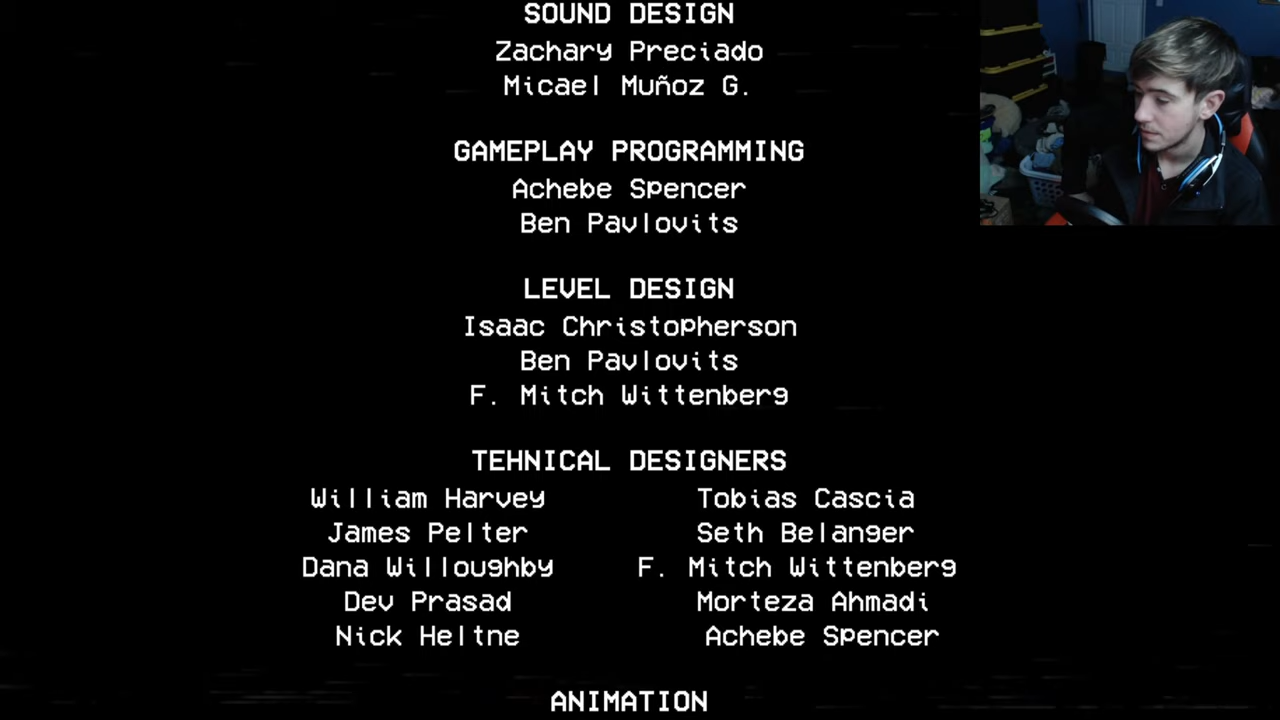 SOUND DESIGN
Zachary Preciado
Micael Muñoz G.
GAMEPLAY PROGRAMMING
Achebe Spencer
Ben Pavlovits
LEVEL DESIGN
Isaac Christopherson
Ben Pavlovits
F. Mitch Wittenberg
TEHNICAL DESIGNERS
William Harvey Tobias Cascia
James Pelter Seth Belanger
Dana Willoughby F. Mitch Wittenberg
Dev Prasad Morteza Ahmadi
Nick Heltne Achebe Spencer
ANIMATION